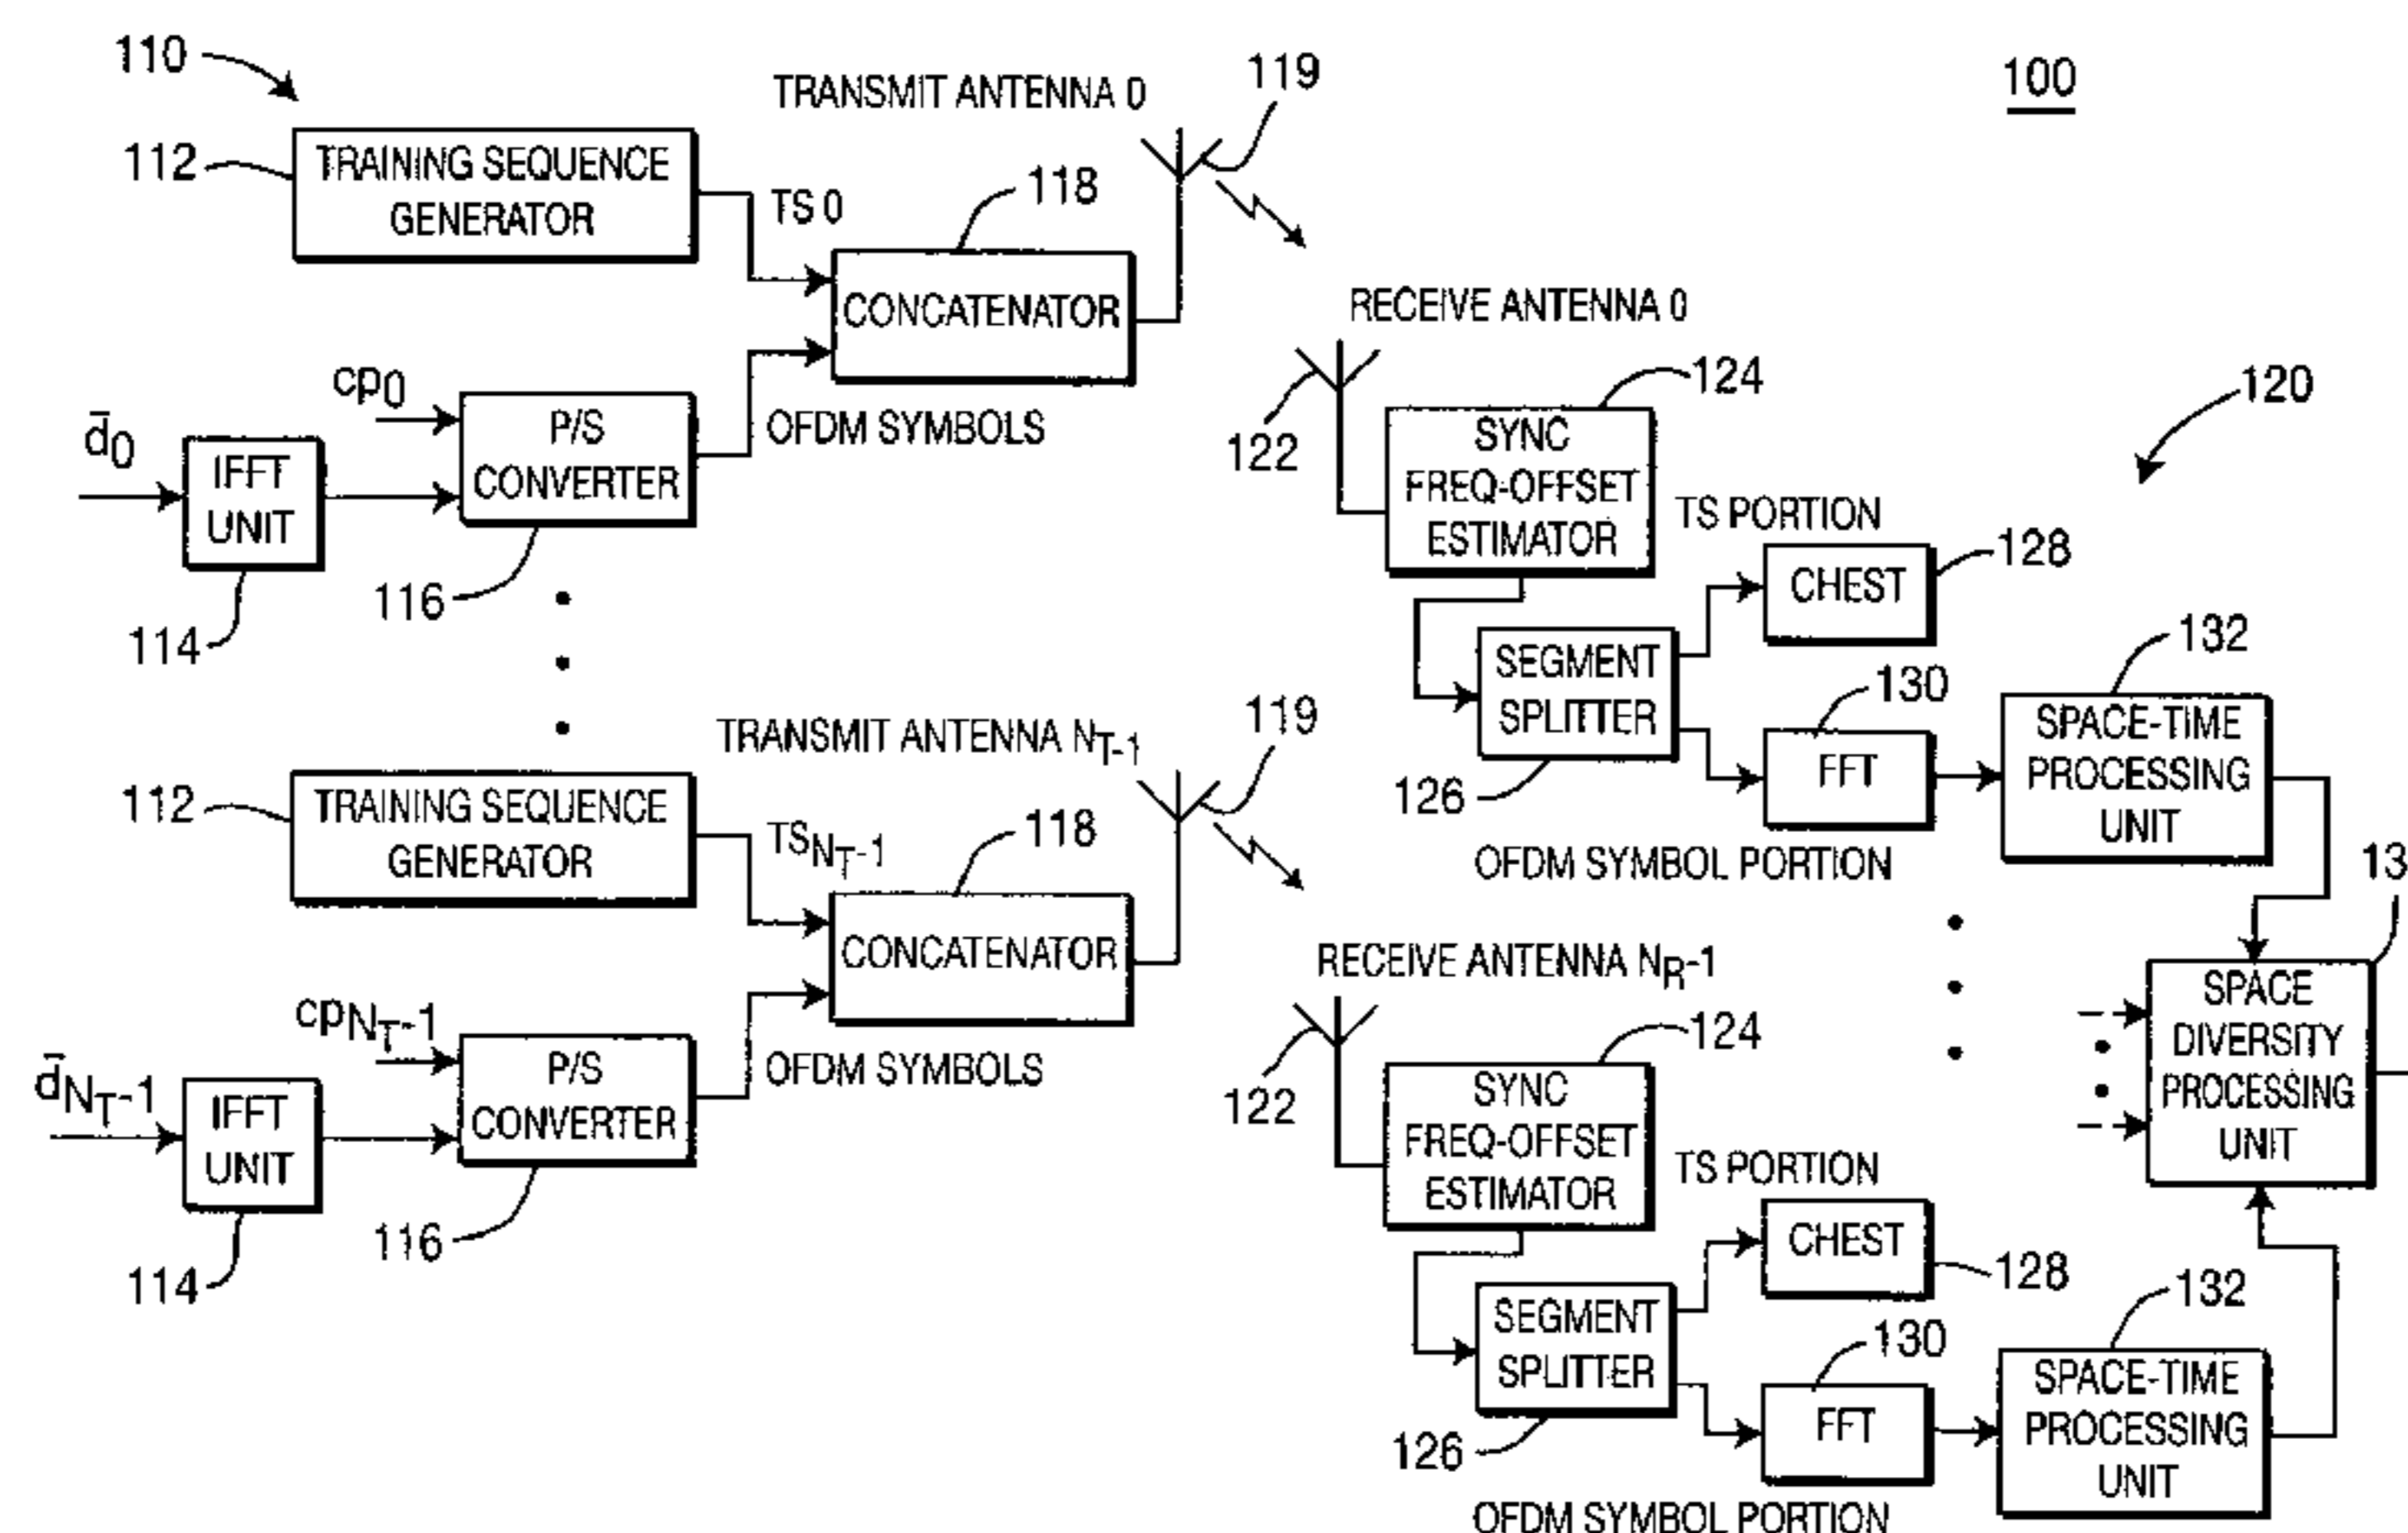 100
110
TRANSMIT ANTENNA 0
119
112
TRAINING SEQUENCE
GENERATOR
TS 0
118
CONCATENATOR
cp0
d̄0
IFFT
UNIT
114
P/S
CONVERTER
116
OFDM SYMBOLS
RECEIVE ANTENNA 0
122
124
SYNC
FREQ-OFFSET
ESTIMATOR
120
TS PORTION
CHEST
128
SEGMENT
SPLITTER
126
130
FFT
OFDM SYMBOL PORTION
132
SPACE-TIME
PROCESSING
UNIT
TRANSMIT ANTENNA NT-1
119
112
TRAINING SEQUENCE
GENERATOR
TSNT-1
118
CONCATENATOR
cpNT-1
d̄NT-1
IFFT
UNIT
114
P/S
CONVERTER
116
OFDM SYMBOLS
RECEIVE ANTENNA NR-1
122
124
SYNC
FREQ-OFFSET
ESTIMATOR
TS PORTION
CHEST
128
SEGMENT
SPLITTER
126
130
FFT
OFDM SYMBOL PORTION
132
SPACE-TIME
PROCESSING
UNIT
SPACE
DIVERSITY
PROCESSING
UNIT